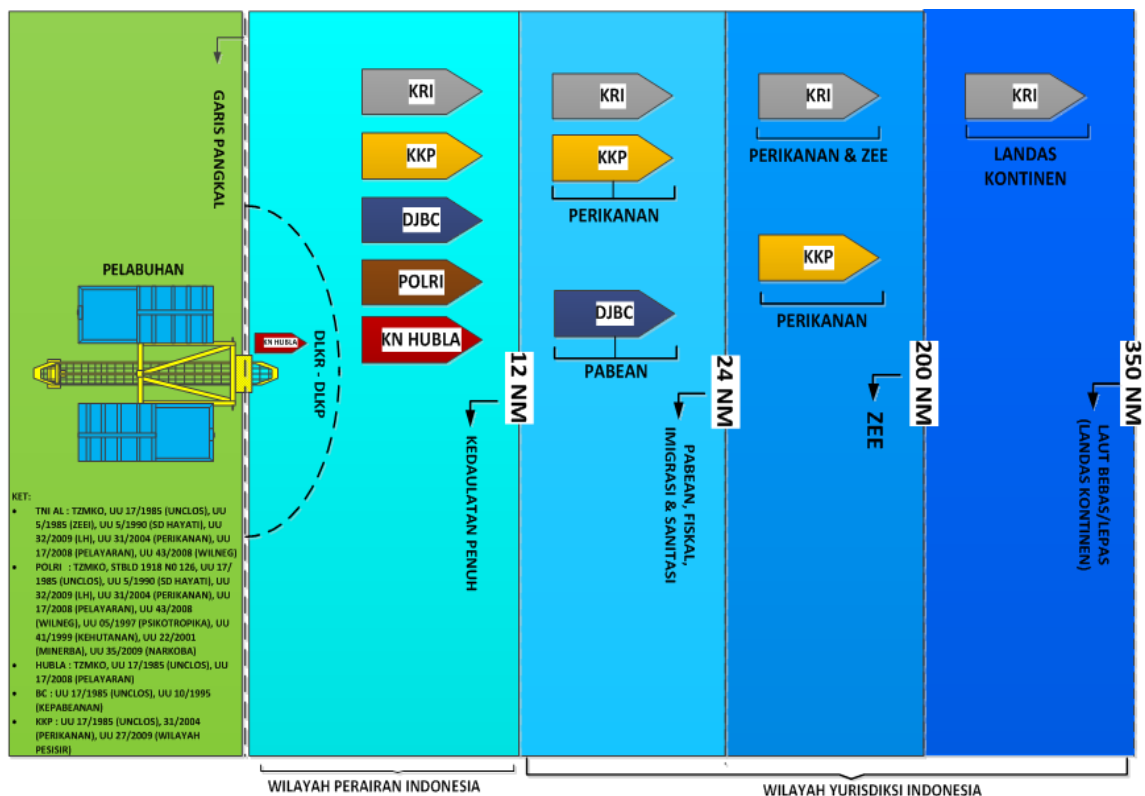 GARIS PANGKAL
PELABUHAN
KN HUBLA
DLKR - DLKP
KET:
• TNI AL : TZMKO, UU 17/1985 (UNCLOS), UU
5/1985 (ZEEI), UU 5/1990 (SD HAYATI), UU
32/2009 (LH), UU 31/2004 (PERIKANAN), UU
17/2008 (PELAYARAN), UU 43/2008 (WILNEG)
• POLRI : TZMKO, STBLD 1918 N0 126, UU 17/
1985 (UNCLOS), UU 5/1990 (SD HAYATI), UU
32/2009 (LH), UU 31/2004 (PERIKANAN), UU
17/2008 (PELAYARAN), UU 43/2008
(WILNEG), UU 05/1997 (PSIKOTROPIKA), UU
41/1999 (KEHUTANAN), UU 22/2001
(MINERBA), UU 35/2009 (NARKOBA)
• HUBLA : TZMKO, UU 17/1985 (UNCLOS), UU
17/2008 (PELAYARAN)
• BC : UU 17/1985 (UNCLOS), UU 10/1995
(KEPABEANAN)
• KKP : UU 17/1985 (UNCLOS), 31/2004
(PERIKANAN), UU 27/2009 (WILAYAH
PESISIR)
KRI
KKP
DJBC
POLRI
KN HUBLA
12 NM
KEDAULATAN PENUH
KRI
KKP
PERIKANAN
DJBC
PABEAN
24 NM
PABEAN, FISKAL,
IMIGRASI & SANITASI
KRI
PERIKANAN & ZEE
KKP
PERIKANAN
200 NM
ZEE
KRI
LANDAS
KONTINEN
350 NM
LAUT BEBAS/LEPAS
(LANDAS KONTINEN)
WILAYAH PERAIRAN INDONESIA
WILAYAH YURISDIKSI INDONESIA